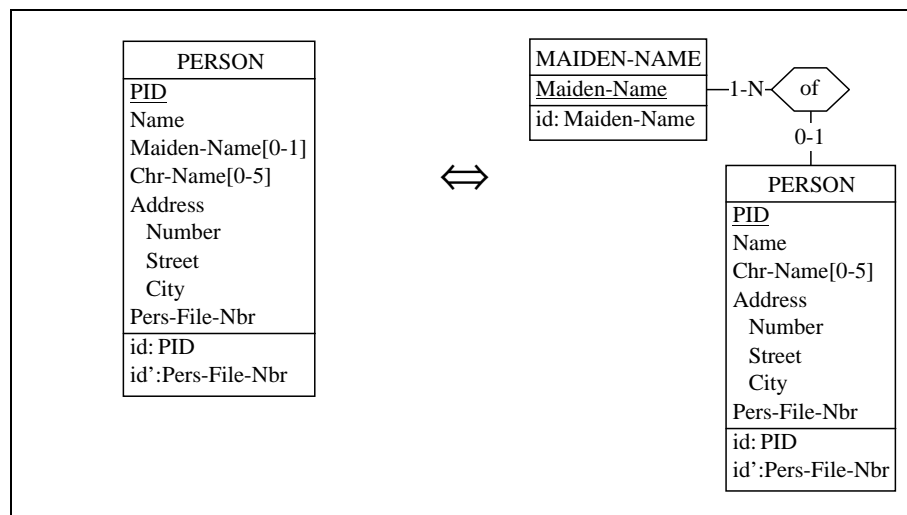 PERSON
PID
Name
Maiden-Name[0-1]
Chr-Name[0-5]
Address
Number
Street
City
Pers-File-Nbr
id: PID
id':Pers-File-Nbr
⇔
MAIDEN-NAME
Maiden-Name
id: Maiden-Name
1-N
of
0-1
PERSON
PID
Name
Chr-Name[0-5]
Address
Number
Street
City
Pers-File-Nbr
id: PID
id':Pers-File-Nbr